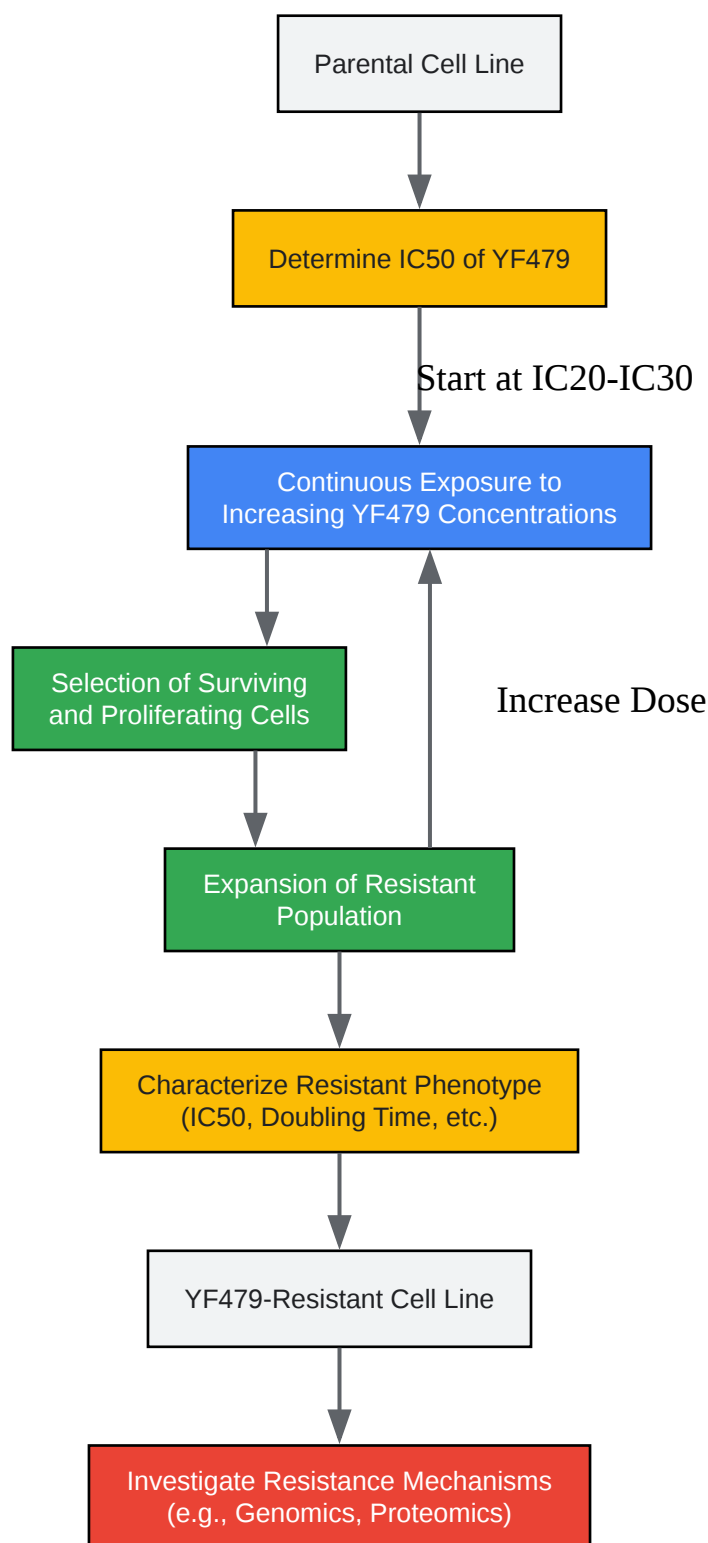 Parental Cell Line
Determine IC50 of YF479
Start at IC20-IC30
Continuous Exposure to
Increasing YF479 Concentrations
Selection of Surviving
and Proliferating Cells
Increase Dose
Expansion of Resistant
Population
Characterize Resistant Phenotype
(IC50, Doubling Time, etc.)
YF479-Resistant Cell Line
Investigate Resistance Mechanisms
(e.g., Genomics, Proteomics)